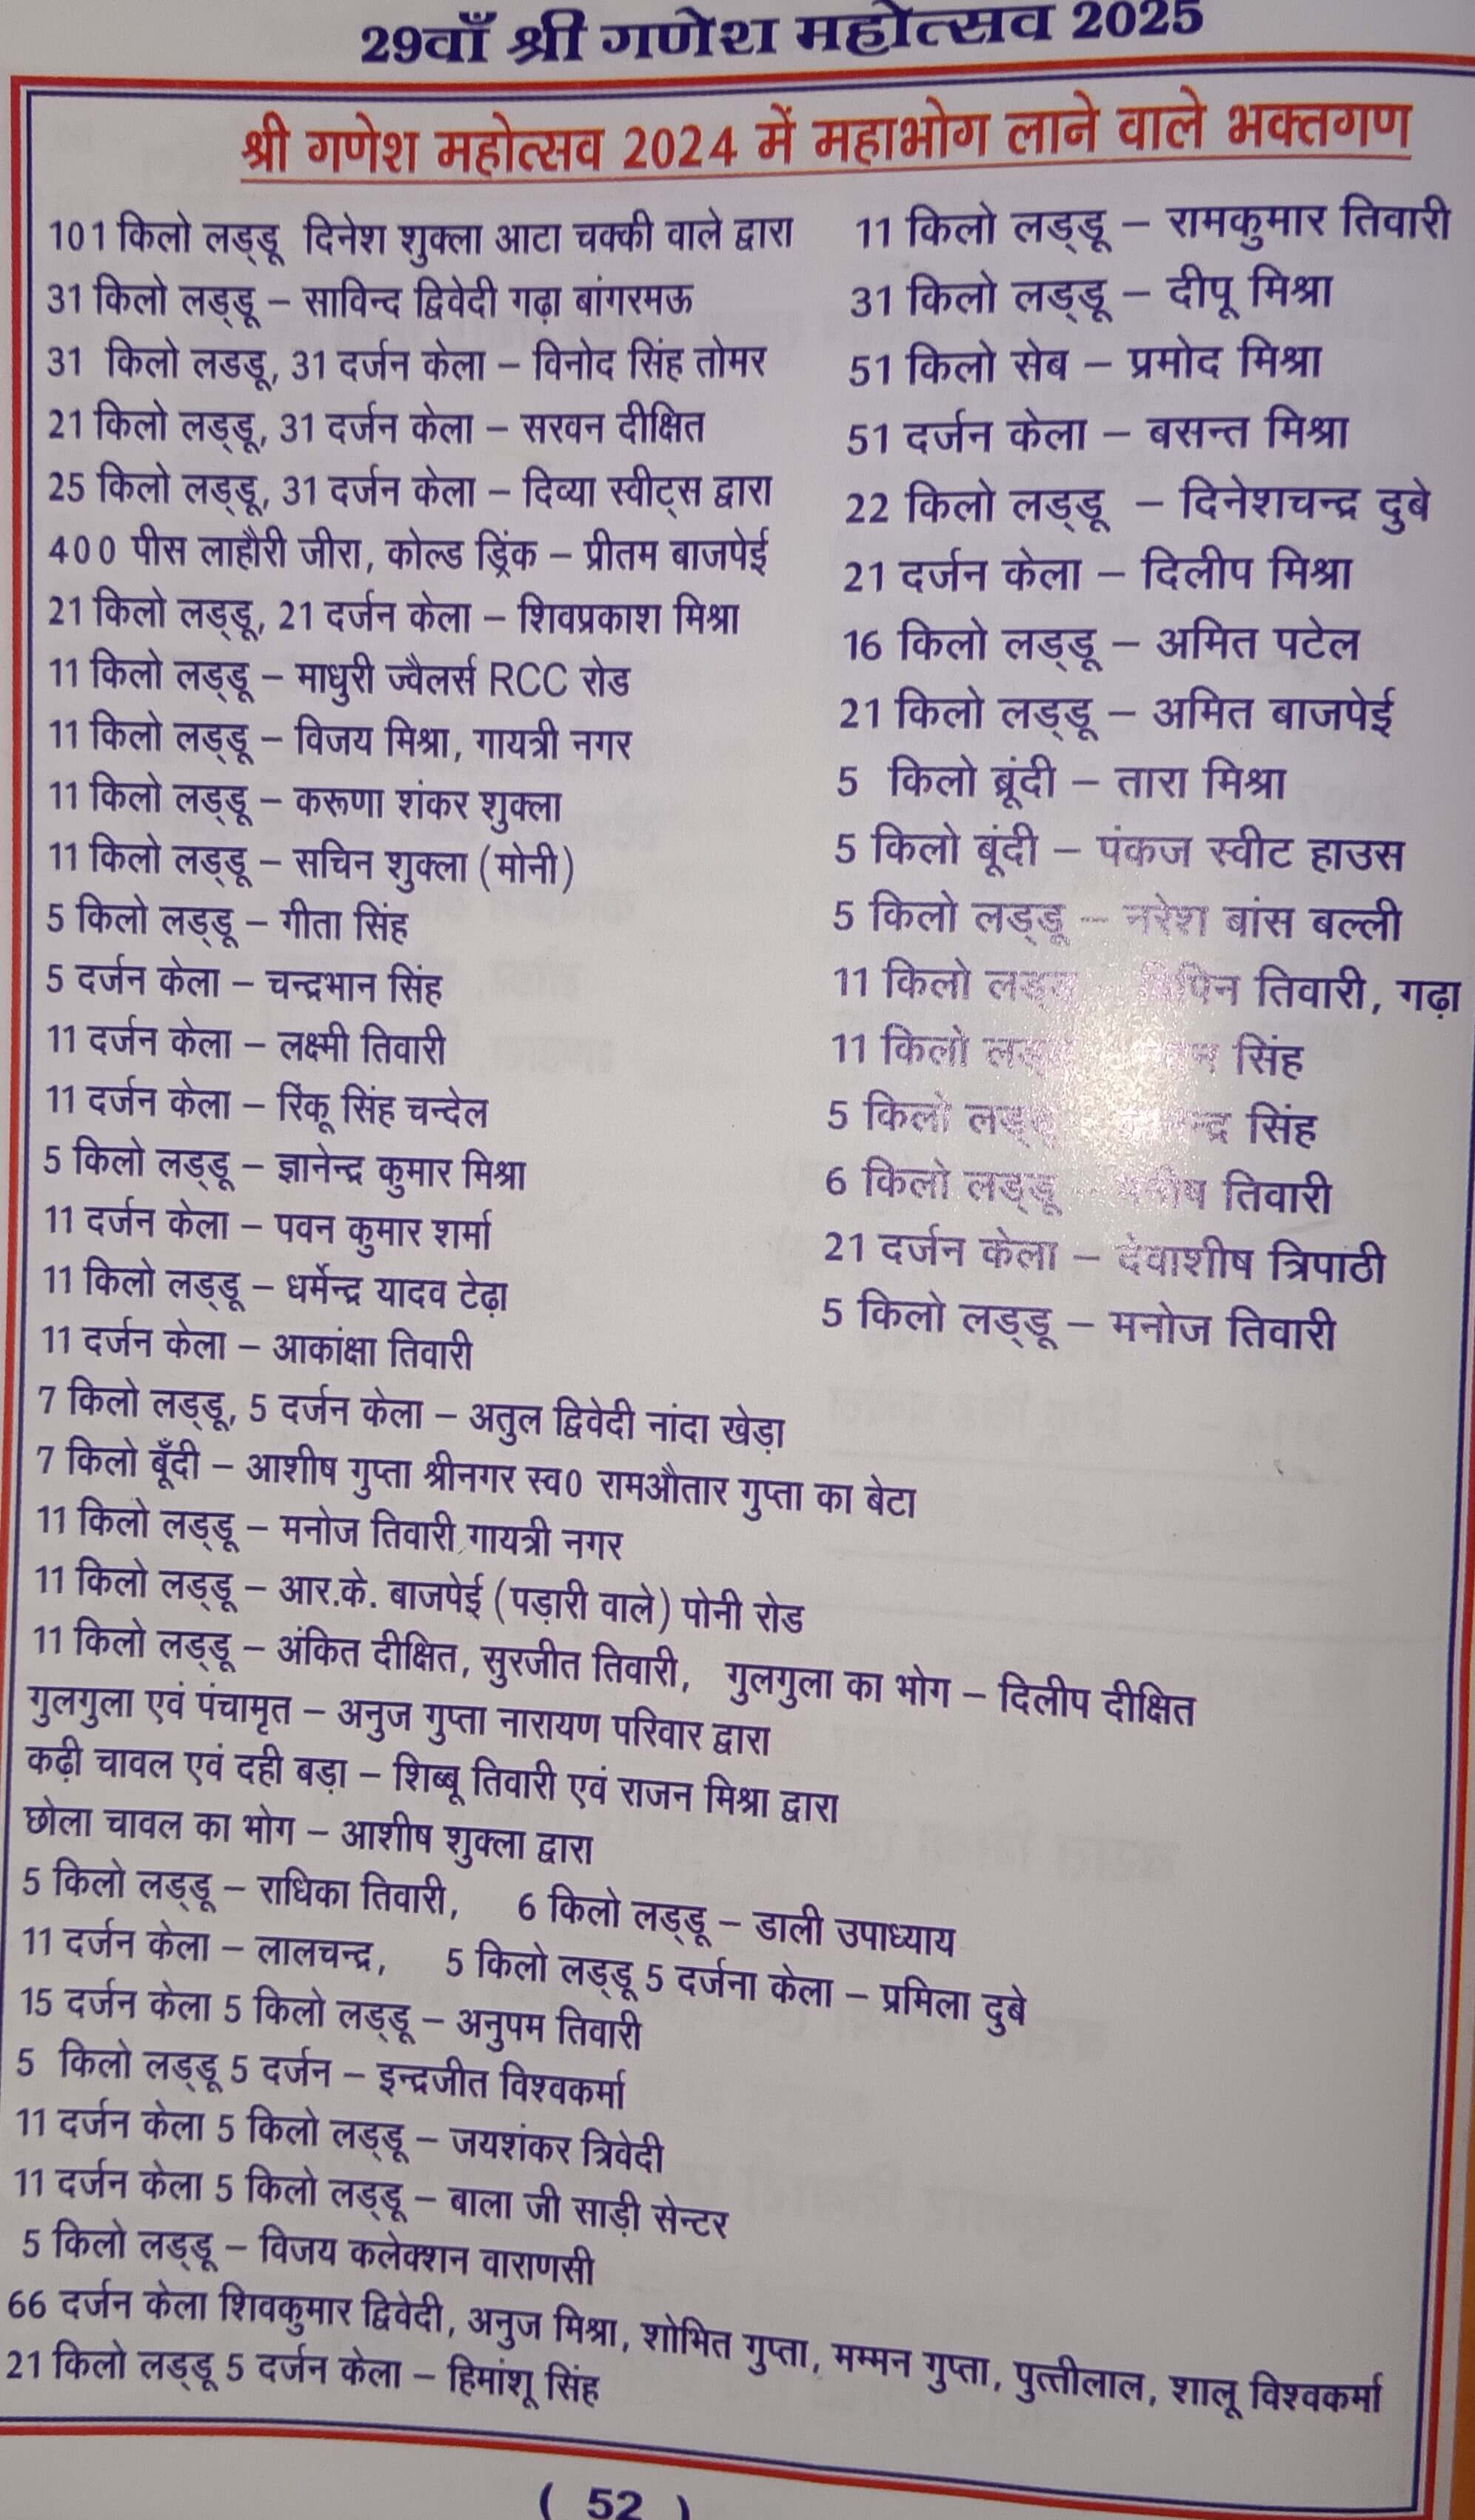 29वाँ श्री गणेश महोत्सव 2025
श्री गणेश महोत्सव 2024 में महाभोग लाने वाले भक्तगण
101 किलो लड्डू दिनेश शुक्ला आटा चक्की वाले द्वारा
31 किलो लड्डू – साविन्द द्विवेदी गढ़ा बांगरमऊ
31 किलो लडडू, 31 दर्जन केला – विनोद सिंह तोमर
21 किलो लड्डू, 31 दर्जन केला – सरवन दीक्षित
25 किलो लड्डू, 31 दर्जन केला – दिव्या स्वीट्स द्वारा
400 पीस लाहौरी जीरा, कोल्ड ड्रिंक – प्रीतम बाजपेई
21 किलो लड्डू, 21 दर्जन केला – शिवप्रकाश मिश्रा
11 किलो लड्डू – माधुरी ज्वैलर्स RCC रोड
11 किलो लड्डू – विजय मिश्रा, गायत्री नगर
11 किलो लड्डू – करूणा शंकर शुक्ला
11 किलो लड्डू – सचिन शुक्ला (मोनी)
5 किलो लड्डू – गीता सिंह
5 दर्जन केला – चन्द्रभान सिंह
11 दर्जन केला – लक्ष्मी तिवारी
11 दर्जन केला – रिंकू सिंह चन्देल
5 किलो लड्डू – ज्ञानेन्द्र कुमार मिश्रा
11 दर्जन केला – पवन कुमार शर्मा
11 किलो लड्डू – धर्मेन्द्र यादव टेढ़ा
11 दर्जन केला – आकांक्षा तिवारी
7 किलो लड्डू, 5 दर्जन केला – अतुल द्विवेदी नांदा खेड़ा
7 किलो बूँदी – आशीष गुप्ता श्रीनगर स्व0 रामऔतार गुप्ता का बेटा
11 किलो लड्डू – मनोज तिवारी गायत्री नगर
11 किलो लड्डू – आर.के. बाजपेई (पड़ारी वाले) पोनी रोड
11 किलो लड्डू – अंकित दीक्षित, सुरजीत तिवारी, गुलगुला का भोग – दिलीप दीक्षित
गुलगुला एवं पंचामृत – अनुज गुप्ता नारायण परिवार द्वारा
कढ़ी चावल एवं दही बड़ा – शिब्बू तिवारी एवं राजन मिश्रा द्वारा
छोला चावल का भोग – आशीष शुक्ला द्वारा
5 किलो लड्डू – राधिका तिवारी, 6 किलो लड्डू – डाली उपाध्याय
11 दर्जन केला – लालचन्द्र, 5 किलो लड्डू 5 दर्जना केला – प्रमिला दुबे
15 दर्जन केला 5 किलो लड्डू – अनुपम तिवारी
5 किलो लड्डू 5 दर्जन – इन्द्रजीत विश्वकर्मा
11 दर्जन केला 5 किलो लड्डू – जयशंकर त्रिवेदी
11 दर्जन केला 5 किलो लड्डू – बाला जी साड़ी सेन्टर
5 किलो लड्डू – विजय कलेक्शन वाराणसी
66 दर्जन केला शिवकुमार द्विवेदी, अनुज मिश्रा, शोभित गुप्ता, मम्मन गुप्ता, पुत्तीलाल, शालू विश्वकर्मा
21 किलो लड्डू 5 दर्जन केला – हिमांशू सिंह
11 किलो लड्डू – रामकुमार तिवारी
31 किलो लड्डू – दीपू मिश्रा
51 किलो सेब – प्रमोद मिश्रा
51 दर्जन केला – बसन्त मिश्रा
22 किलो लड्डू – दिनेशचन्द्र दुबे
21 दर्जन केला – दिलीप मिश्रा
16 किलो लड्डू – अमित पटेल
21 किलो लड्डू – अमित बाजपेई
5 किलो ब्रूंदी – तारा मिश्रा
5 किलो बूंदी – पंकज स्वीट हाउस
5 किलो लड्डू – नरेश बांस बल्ली
11 किलो लड्डू तिवारी, गढ़ा
11 किलो सिंह
5 किलो लड्डू सिंह
6 किलो लड्डू तिवारी
21 दर्जन केला – देवाशीष त्रिपाठी
5 किलो लड्डू – मनोज तिवारी
( 52 )